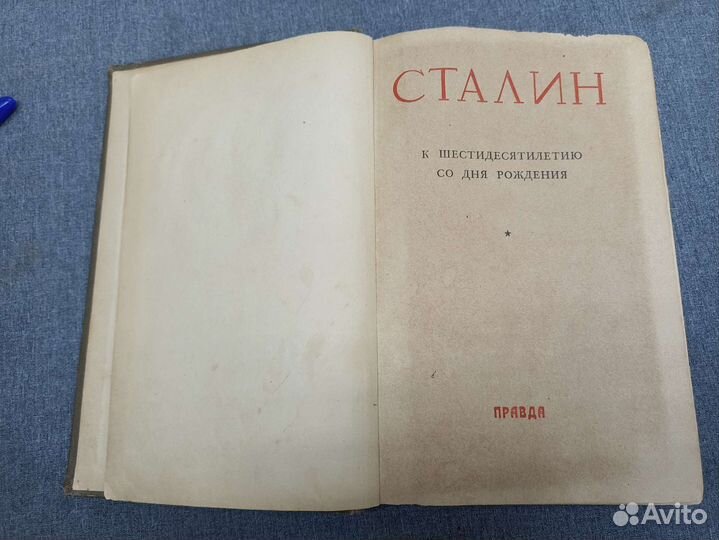 СТАЛИН
К ШЕСТИДЕСЯТИЛЕТИЮ
СО ДНЯ РОЖДЕНИЯ
ПРАВДА
Avito